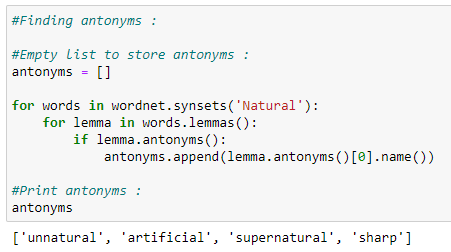 #Finding antonyms :
#Empty list to store antonyms :
antonyms = []
for words in wordnet.synsets('Natural'):
    for lemma in words.lemmas():
        if lemma.antonyms():
            antonyms.append(lemma.antonyms()[0].name())
#Print antonyms :
antonyms
['unnatural', 'artificial', 'supernatural', 'sharp']